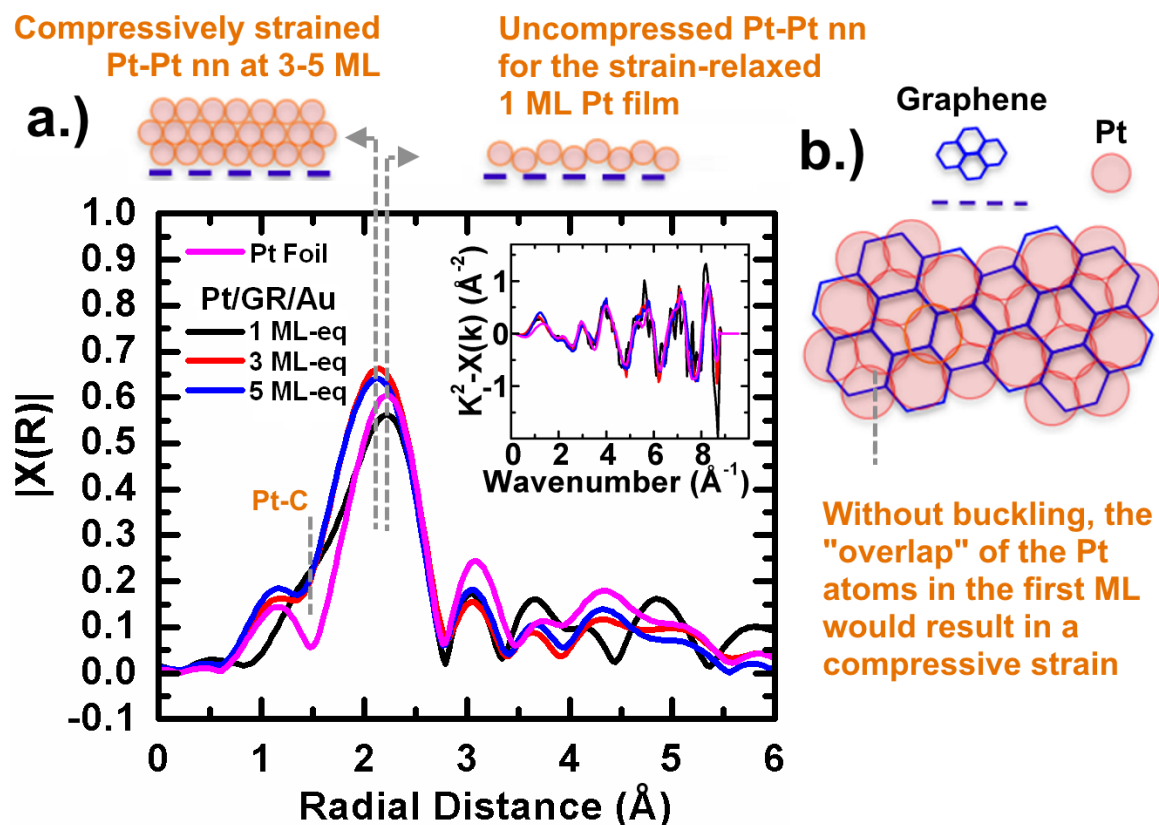 Compressively strained
Pt-Pt nn at 3-5 ML
Uncompressed Pt-Pt nn
for the strain-relaxed
1 ML Pt film
a.)
b.)
Graphene
Pt
|X(R)|
1.0
0.9
0.8
0.7
0.6
0.5
0.4
0.3
0.2
0.1
0.0
-0.1
Pt Foil
Pt/GR/Au
1 ML-eq
3 ML-eq
5 ML-eq
Pt-C
K²-X(k) (Å⁻²)
1
0
-1
0 2 4 6 8
Wavenumber (Å⁻¹)
0 1 2 3 4 5 6
Radial Distance (Å)
Without buckling, the
"overlap" of the Pt
atoms in the first ML
would result in a
compressive strain